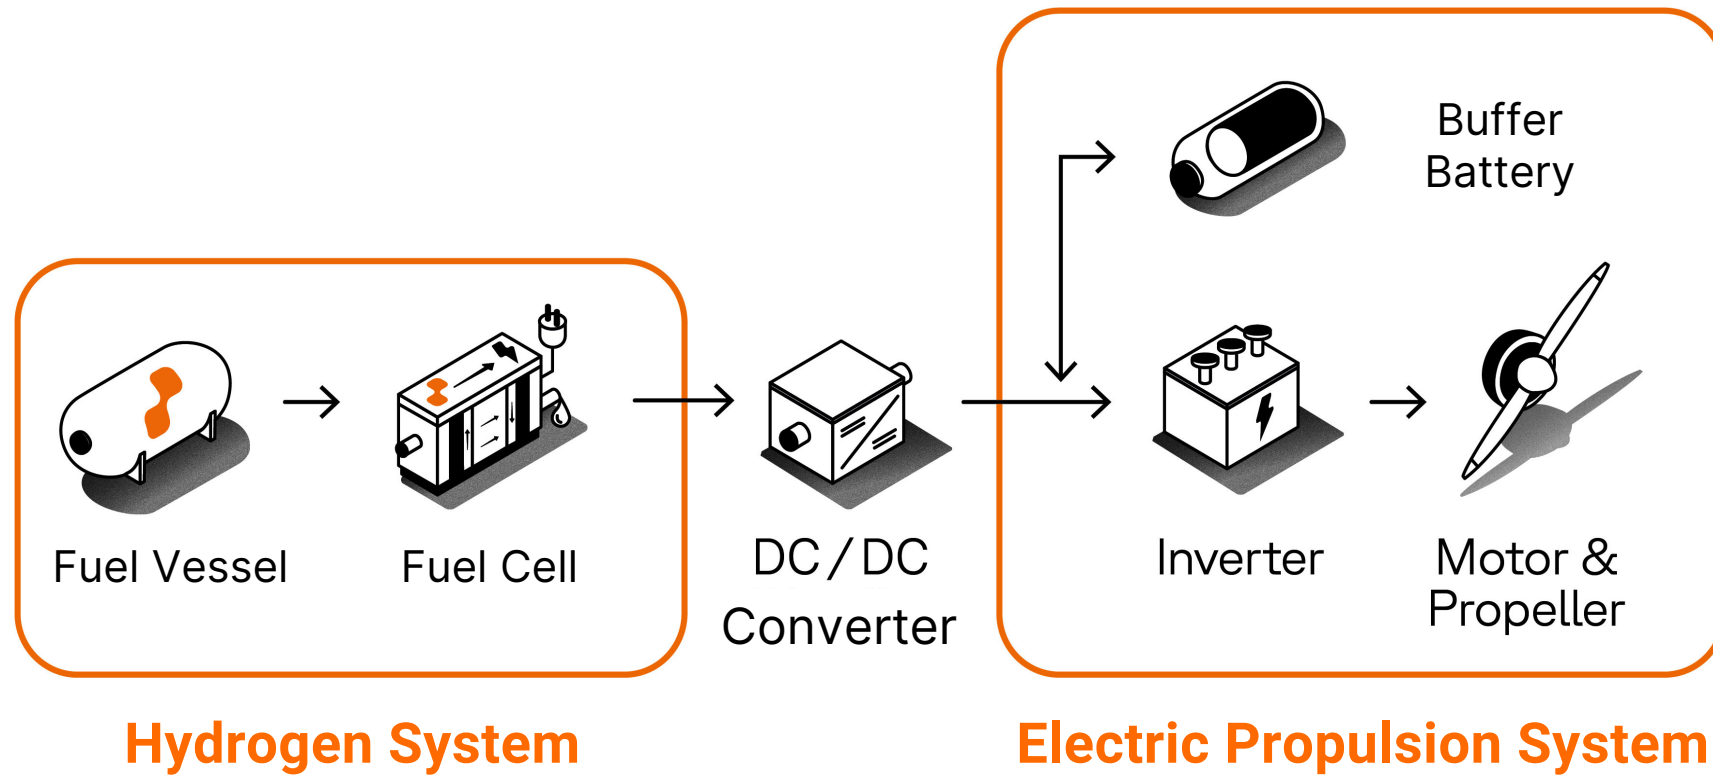 Buffer
Battery
Fuel Vessel
Fuel Cell
DC/DC
Converter
Inverter
Motor &
Propeller
Hydrogen System
Electric Propulsion System